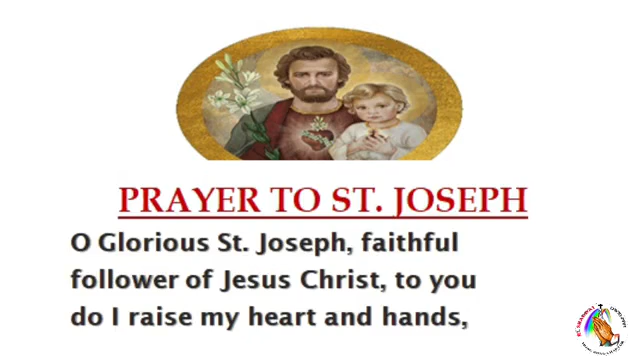 PRAYER TO ST. JOSEPH
O Glorious St. Joseph, faithful
follower of Jesus Christ, to you
do I raise my heart and hands,